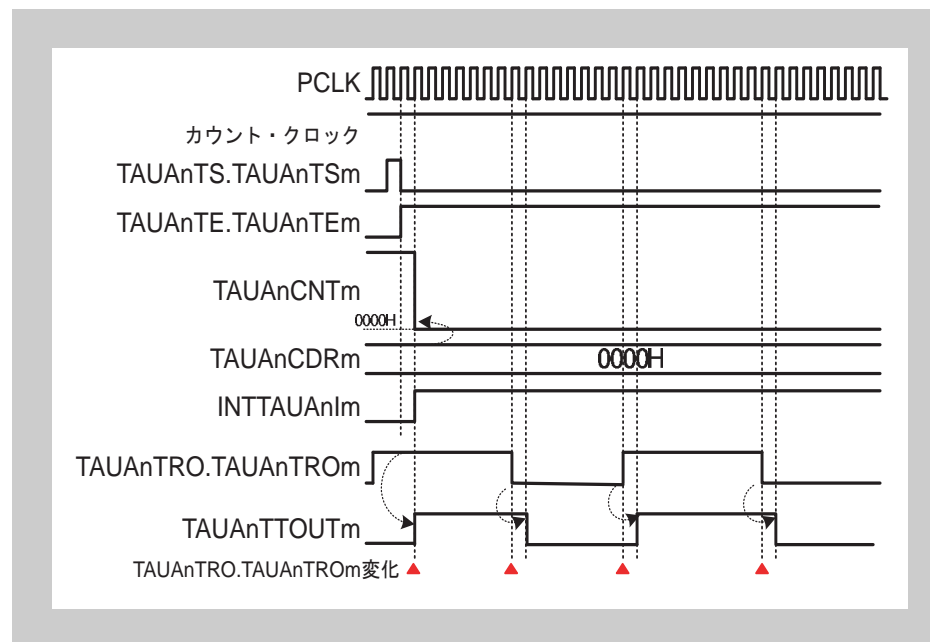 PCLK
カウント・クロック
TAUAnTS.TAUAnTSm
TAUAnTE.TAUAnTEm
TAUAnCNTm
0000H
TAUAnCDRm
0000H
INTTAUAnIm
TAUAnTRO.TAUAnTROm
TAUAnTTOUTm
TAUAnTRO.TAUAnTROm変化